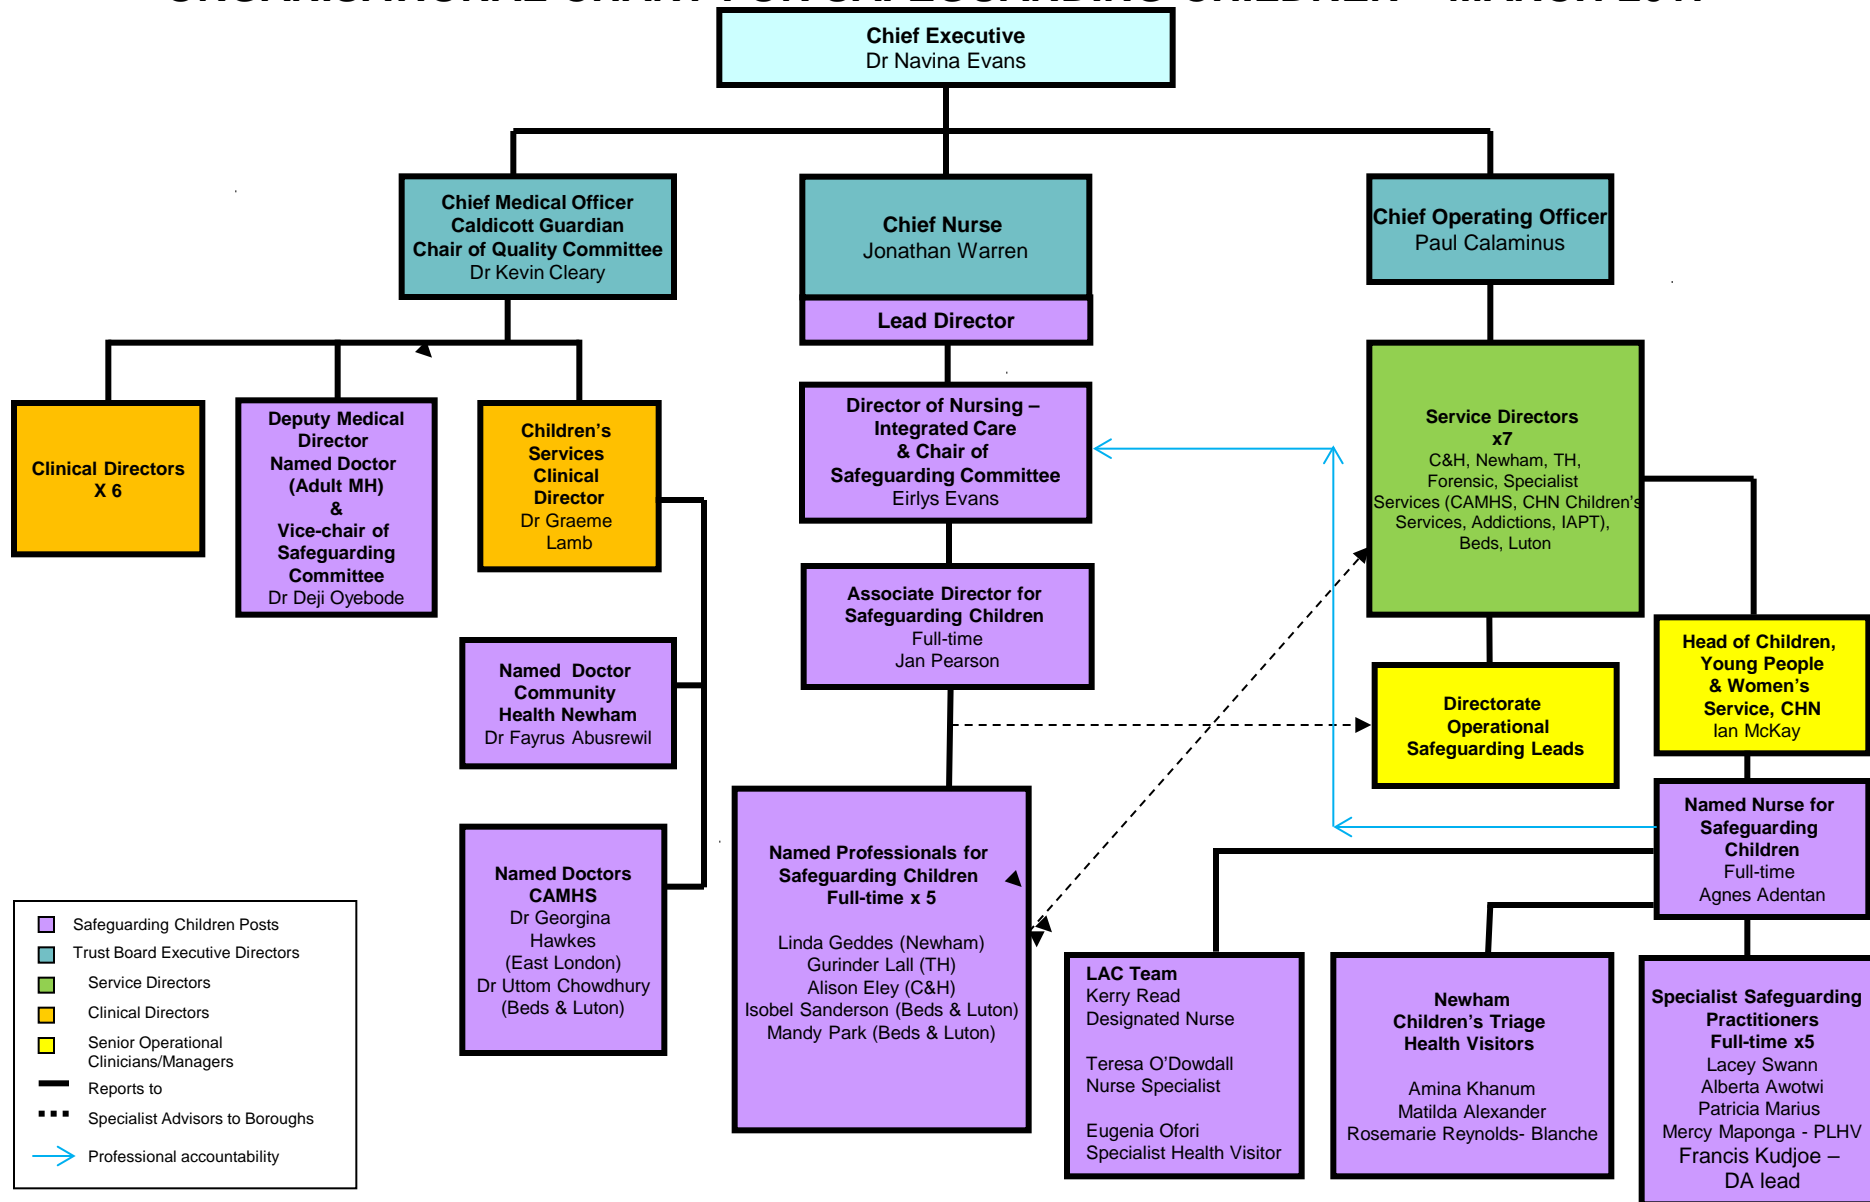 ORGANISATIONAL CHART FOR SAFEGUARDING CHILDREN – MARCH 2017
Chief Executive
Dr Navina Evans
Chief Medical Officer
Caldicott Guardian
Chair of Quality Committee
Dr Kevin Cleary
Chief Nurse
Jonathan Warren
Lead Director
Chief Operating Officer
Paul Calaminus
Clinical Directors
X 6
Deputy Medical
Director
Named Doctor
(Adult MH)
&
Vice-chair of
Safeguarding
Committee
Dr Deji Oyebode
Children’s
Services
Clinical
Director
Dr Graeme
Lamb
Director of Nursing –
Integrated Care
& Chair of
Safeguarding Committee
Eirlys Evans
Service Directors
x7
C&H, Newham, TH,
Forensic, Specialist
Services (CAMHS, CHN Children’s
Services, Addictions, IAPT),
Beds, Luton
Associate Director for
Safeguarding Children
Full-time
Jan Pearson
Named Doctor
Community
Health Newham
Dr Fayrus Abusrewil
Directorate
Operational
Safeguarding Leads
Head of Children,
Young People
& Women’s
Service, CHN
Ian McKay
Named Doctors
CAMHS
Dr Georgina
Hawkes
(East London)
Dr Uttom Chowdhury
(Beds & Luton)
Named Professionals for
Safeguarding Children
Full-time x 5
Linda Geddes (Newham)
Gurinder Lall (TH)
Alison Eley (C&H)
Isobel Sanderson (Beds & Luton)
Mandy Park (Beds & Luton)
Named Nurse for
Safeguarding
Children
Full-time
Agnes Adentan
LAC Team
Kerry Read
Designated Nurse
Teresa O’Dowdall
Nurse Specialist
Eugenia Ofori
Specialist Health Visitor
Newham
Children’s Triage
Health Visitors
Amina Khanum
Matilda Alexander
Rosemarie Reynolds- Blanche
Specialist Safeguarding
Practitioners
Full-time x5
Lacey Swann
Alberta Awotwi
Patricia Marius
Mercy Maponga - PLHV
Francis Kudjoe –
DA lead
Safeguarding Children Posts
Trust Board Executive Directors
Service Directors
Clinical Directors
Senior Operational
Clinicians/Managers
Reports to
Specialist Advisors to Boroughs
Professional accountability